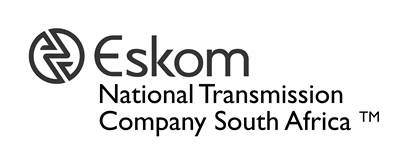 Eskom
National Transmission
Company South Africa ™